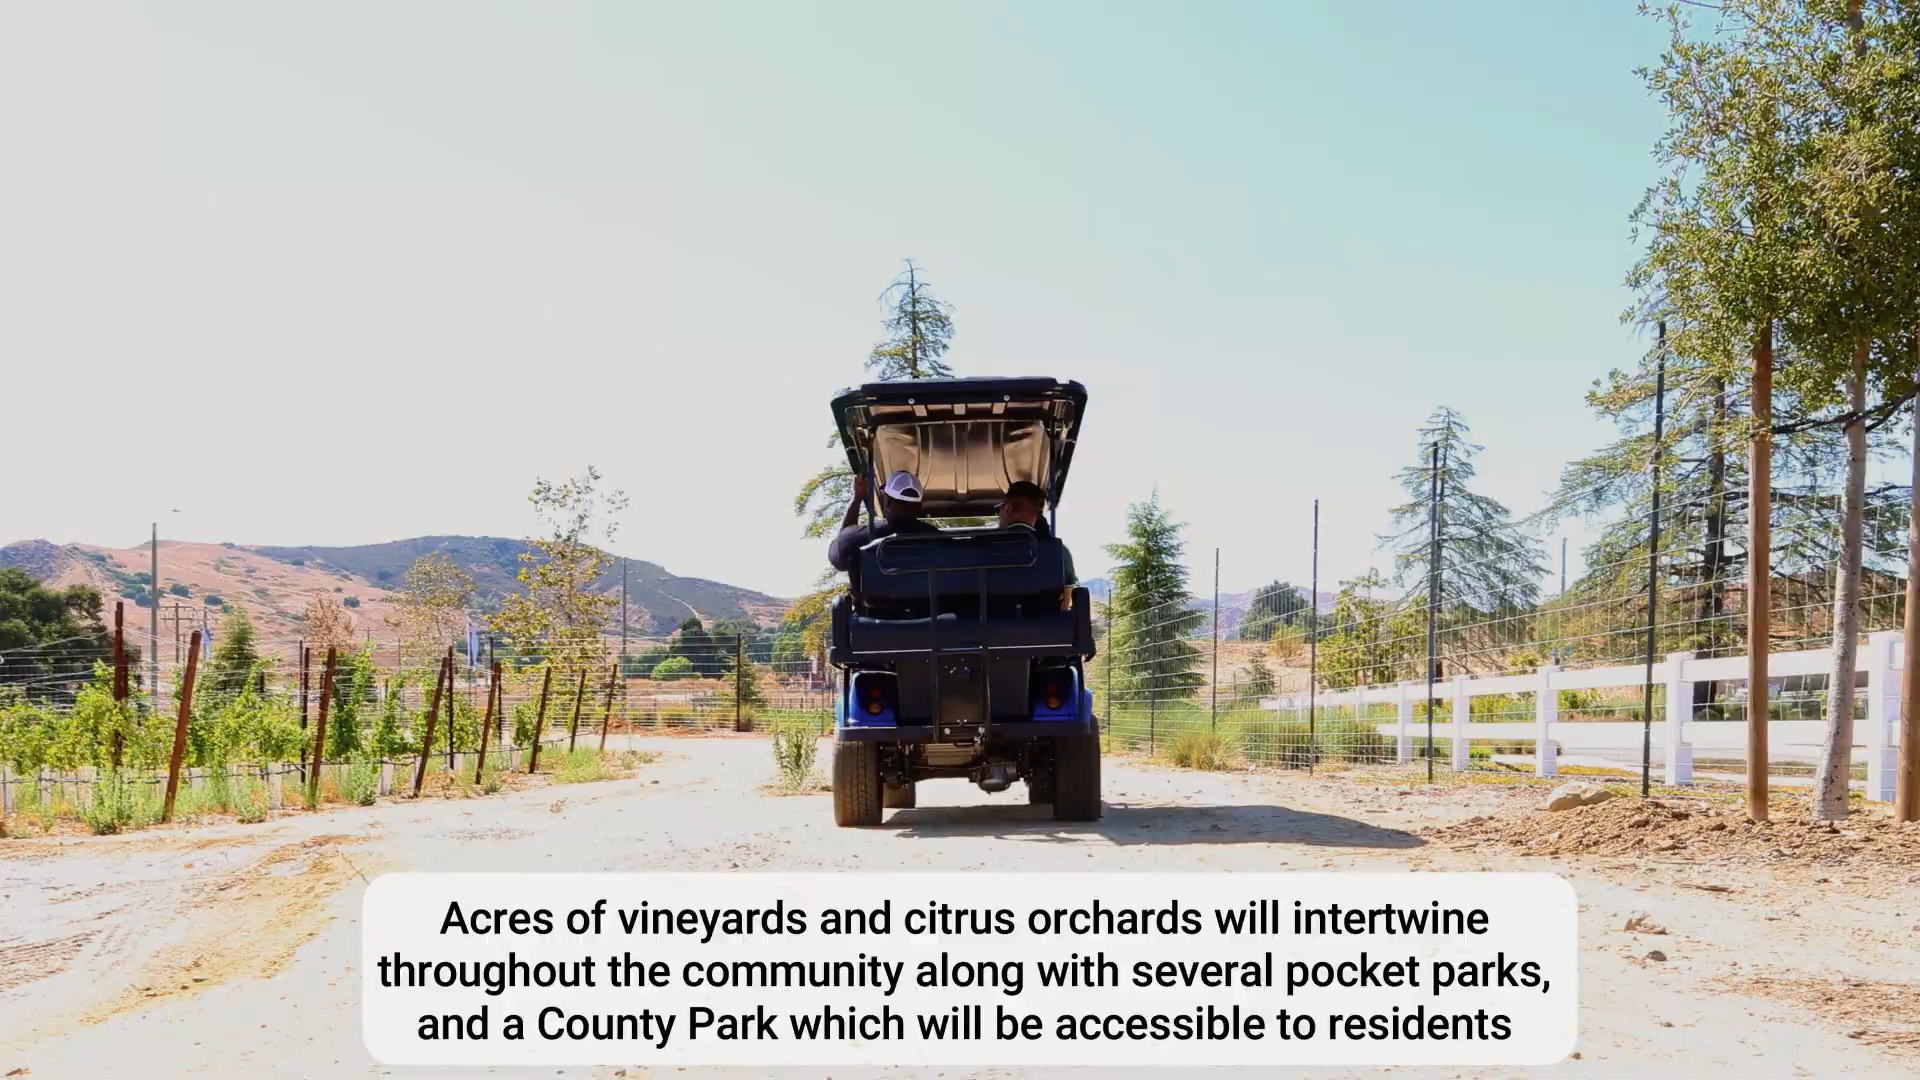 Acres of vineyards and citrus orchards will intertwine
throughout the community along with several pocket parks,
and a County Park which will be accessible to residents